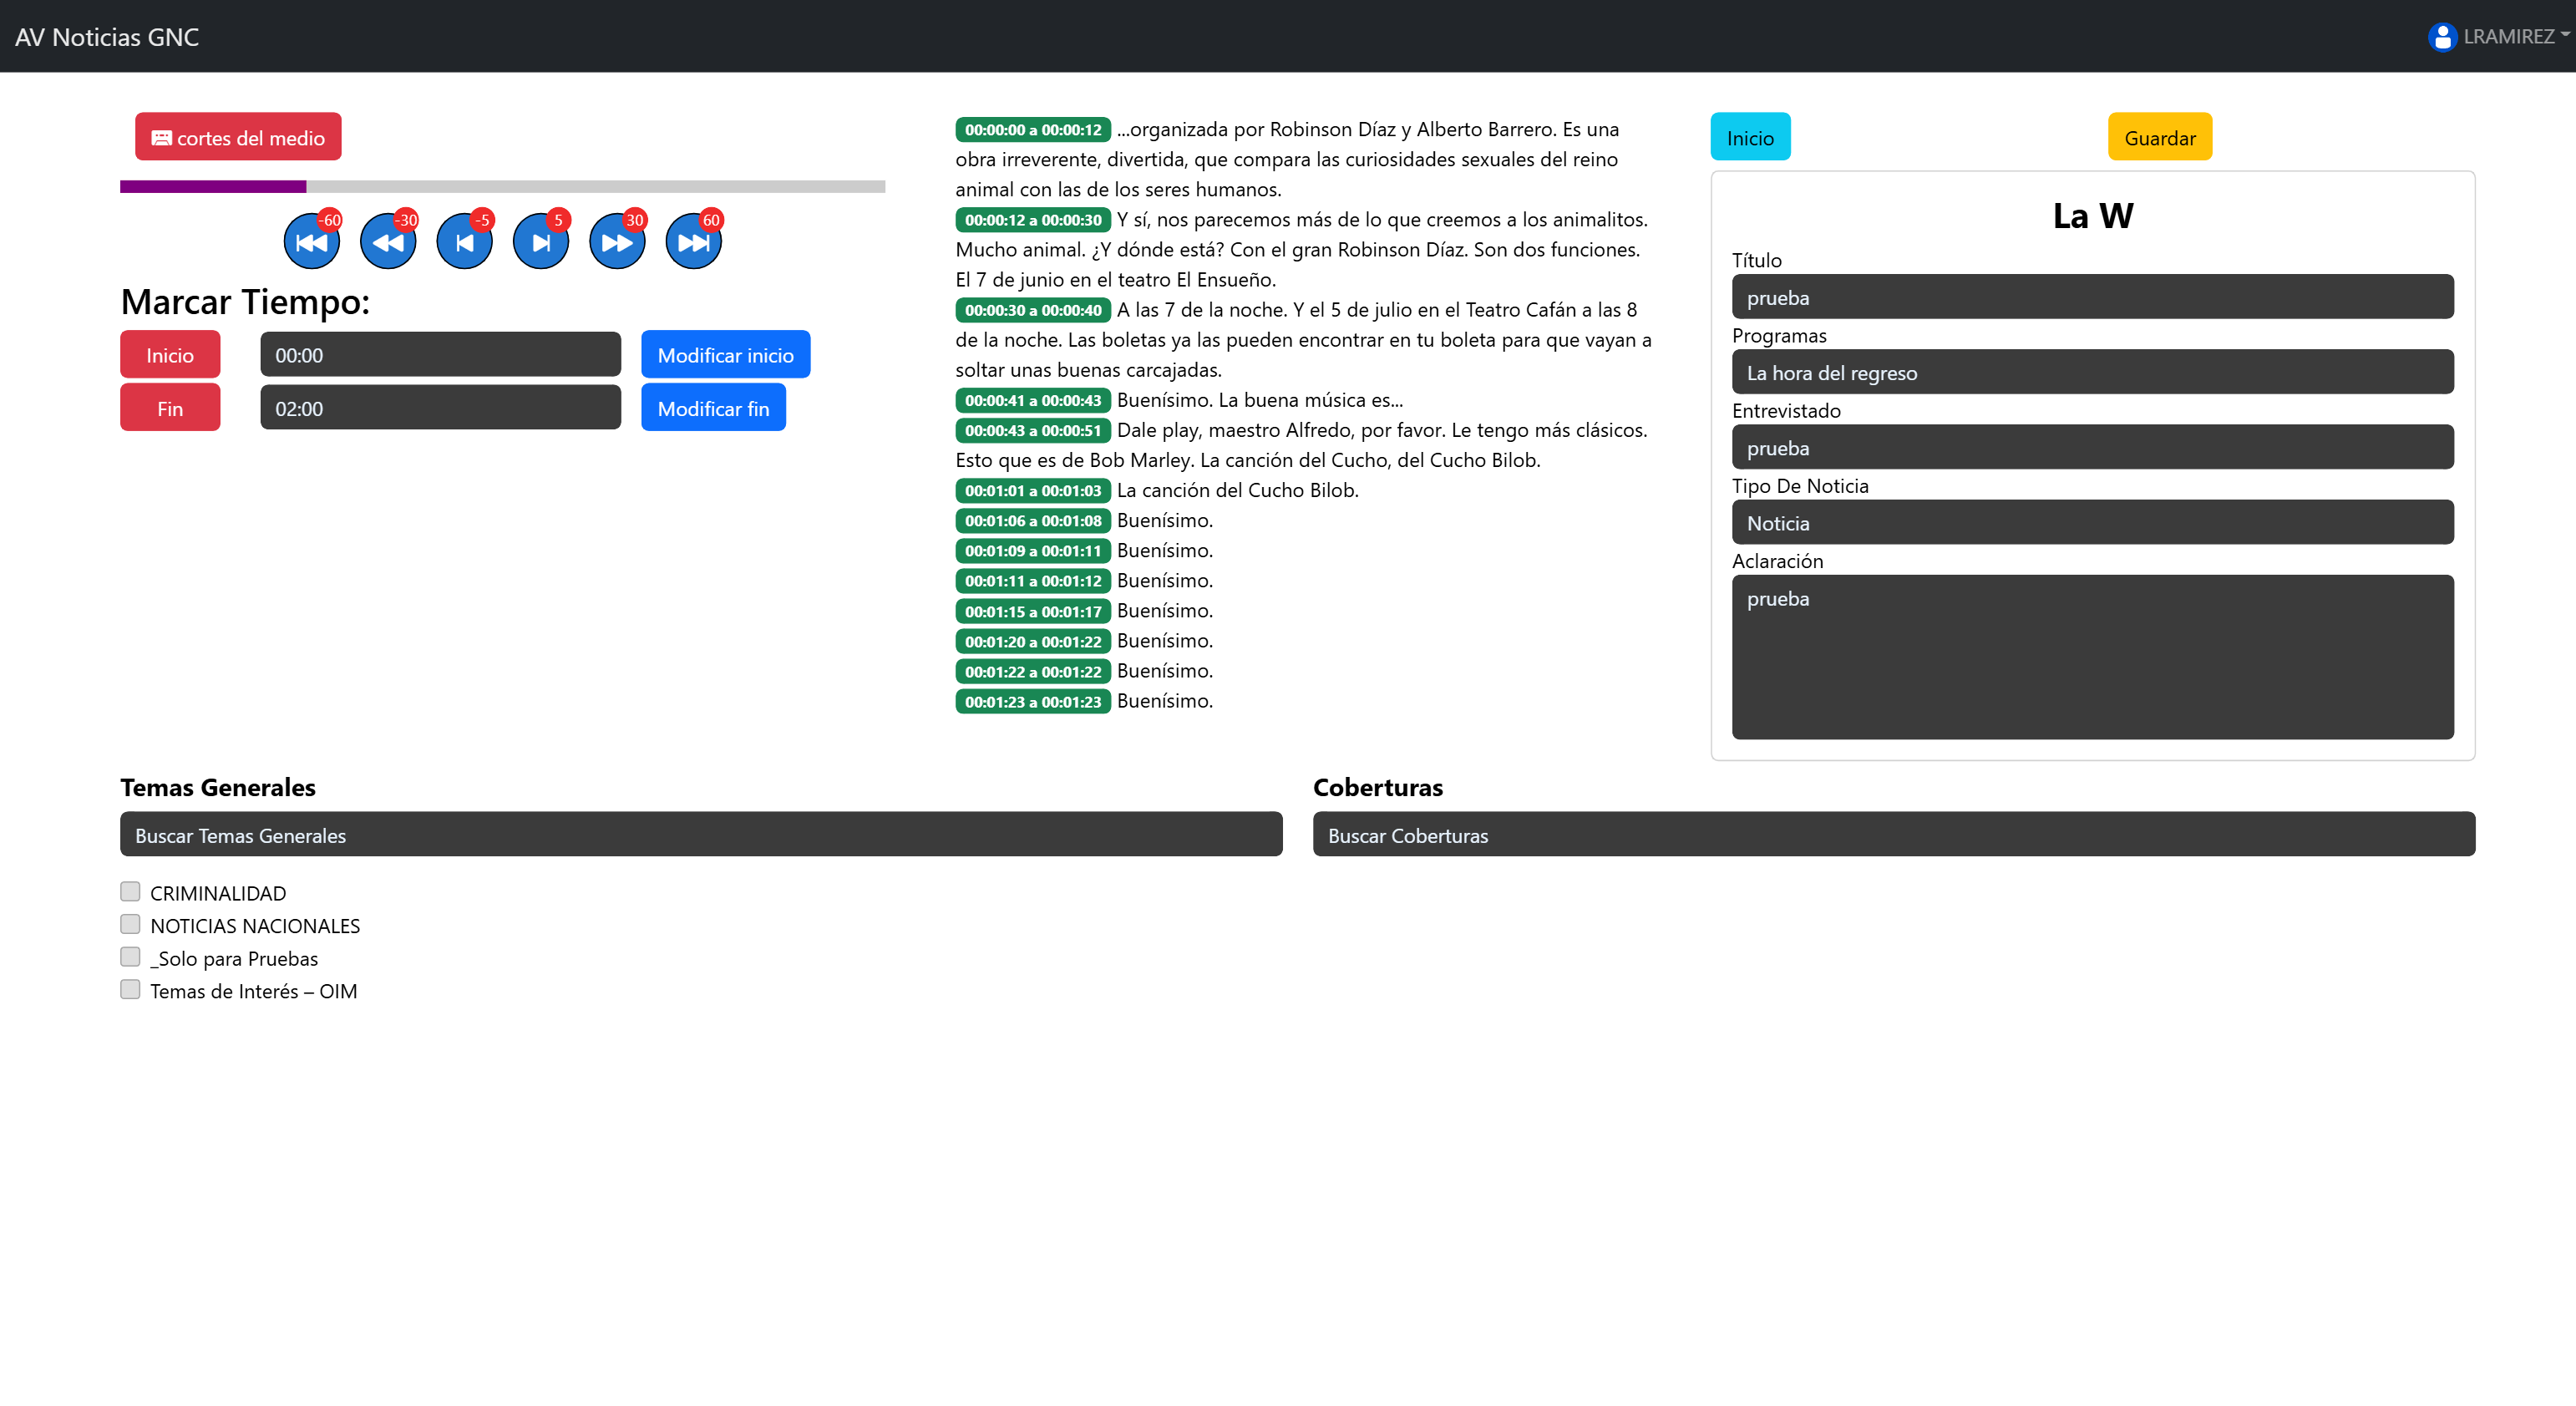 AV Noticias GNC
LRAMIREZ
cortes del medio
-60
-30
-5
5
30
60
Marcar Tiempo:
Inicio
00:00
Modificar inicio
Fin
02:00
Modificar fin
00:00:00 a 00:00:12 ...organizada por Robinson Díaz y Alberto Barrero. Es una
obra irreverente, divertida, que compara las curiosidades sexuales del reino
animal con las de los seres humanos.
00:00:12 a 00:00:30 Y sí, nos parecemos más de lo que creemos a los animalitos.
Mucho animal. ¿Y dónde está? Con el gran Robinson Díaz. Son dos funciones.
El 7 de junio en el teatro El Ensueño.
00:00:30 a 00:00:40 A las 7 de la noche. Y el 5 de julio en el Teatro Cafán a las 8
de la noche. Las boletas ya las pueden encontrar en tu boleta para que vayan a
soltar unas buenas carcajadas.
00:00:41 a 00:00:43 Buenísimo. La buena música es...
00:00:43 a 00:00:51 Dale play, maestro Alfredo, por favor. Le tengo más clásicos.
Esto que es de Bob Marley. La canción del Cucho, del Cucho Bilob.
00:01:01 a 00:01:03 La canción del Cucho Bilob.
00:01:06 a 00:01:08 Buenísimo.
00:01:09 a 00:01:11 Buenísimo.
00:01:11 a 00:01:12 Buenísimo.
00:01:15 a 00:01:17 Buenísimo.
00:01:20 a 00:01:22 Buenísimo.
00:01:22 a 00:01:22 Buenísimo.
00:01:23 a 00:01:23 Buenísimo.
Inicio
Guardar
La W
Título
prueba
Programas
La hora del regreso
Entrevistado
prueba
Tipo De Noticia
Noticia
Aclaración
prueba
Temas Generales
Buscar Temas Generales
CRIMINALIDAD
NOTICIAS NACIONALES
_Solo para Pruebas
Temas de Interés – OIM
Coberturas
Buscar Coberturas